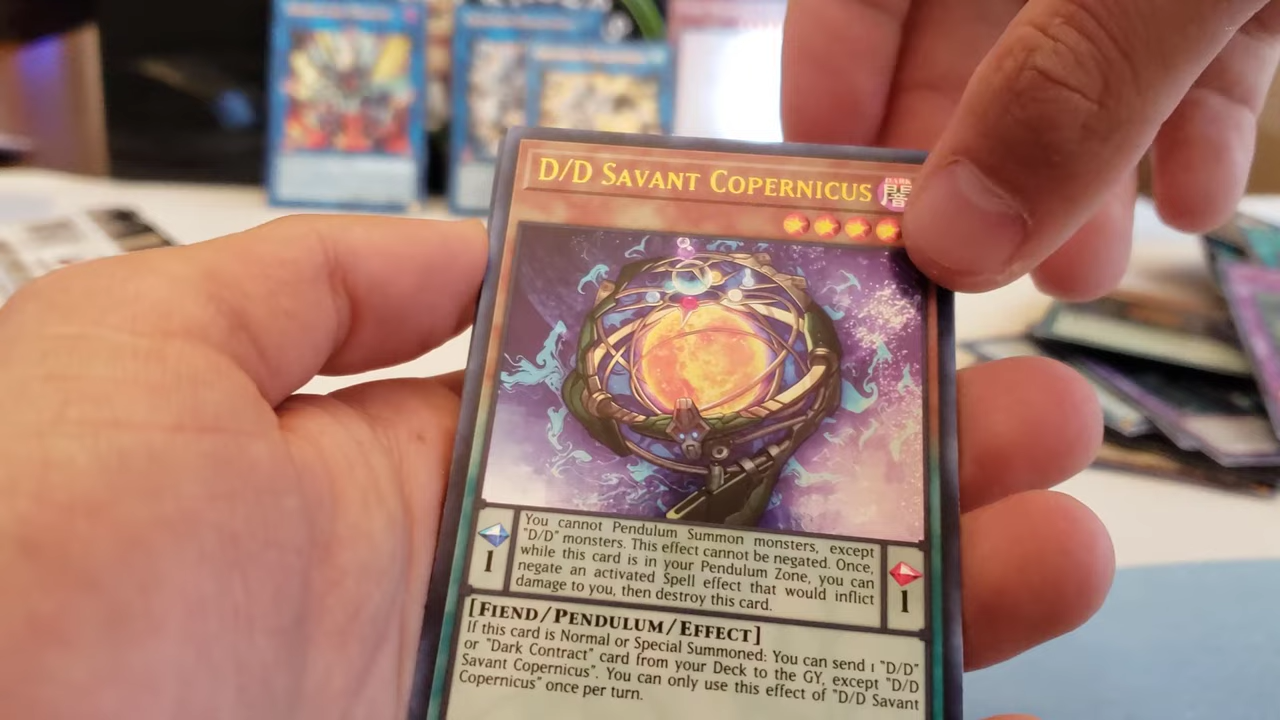 D/D Savant Copernicus
DARK
闇
You cannot Pendulum Summon monsters, except
"D/D" monsters. This effect cannot be negated. Once,
while this card is in your Pendulum Zone, you can
negate an activated Spell effect that would inflict
damage to you, then destroy this card.
1
1
[Fiend/Pendulum/Effect]
If this card is Normal or Special Summoned: You can send 1 "D/D"
or "Dark Contract" card from your Deck to the GY, except "D/D
Savant Copernicus". You can only use this effect of "D/D Savant
Copernicus" once per turn.